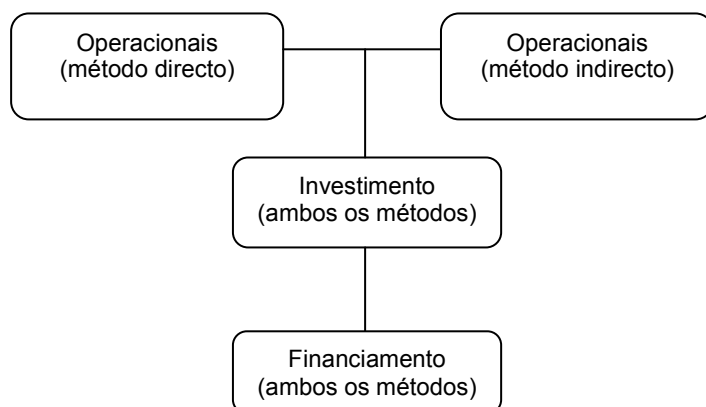 Operacionais
(método directo)
Operacionais
(método indirecto)
Investimento
(ambos os métodos)
Financiamento
(ambos os métodos)